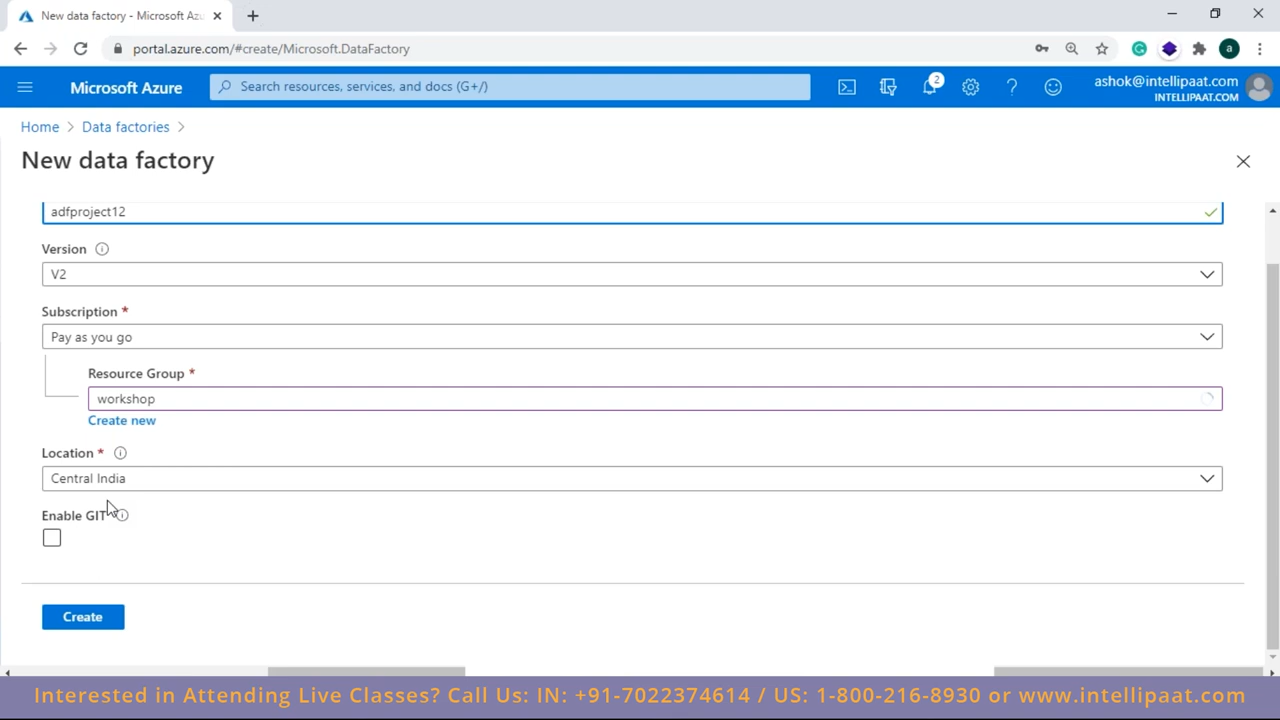 New data factory - Microsoft Azu
portal.azure.com/#create/Microsoft.DataFactory
a
Microsoft Azure
Search resources, services, and docs (G+/)
2
ashok@intellipaat.com
INTELLIPAAT.COM
Home > Data factories >
New data factory
adfproject12
Version
V2
Subscription *
Pay as you go
Resource Group *
workshop
Create new
Location *
Central India
Enable GIT
Create
Interested in Attending Live Classes? Call Us: IN: +91-7022374614 / US: 1-800-216-8930 or www.intellipaat.com